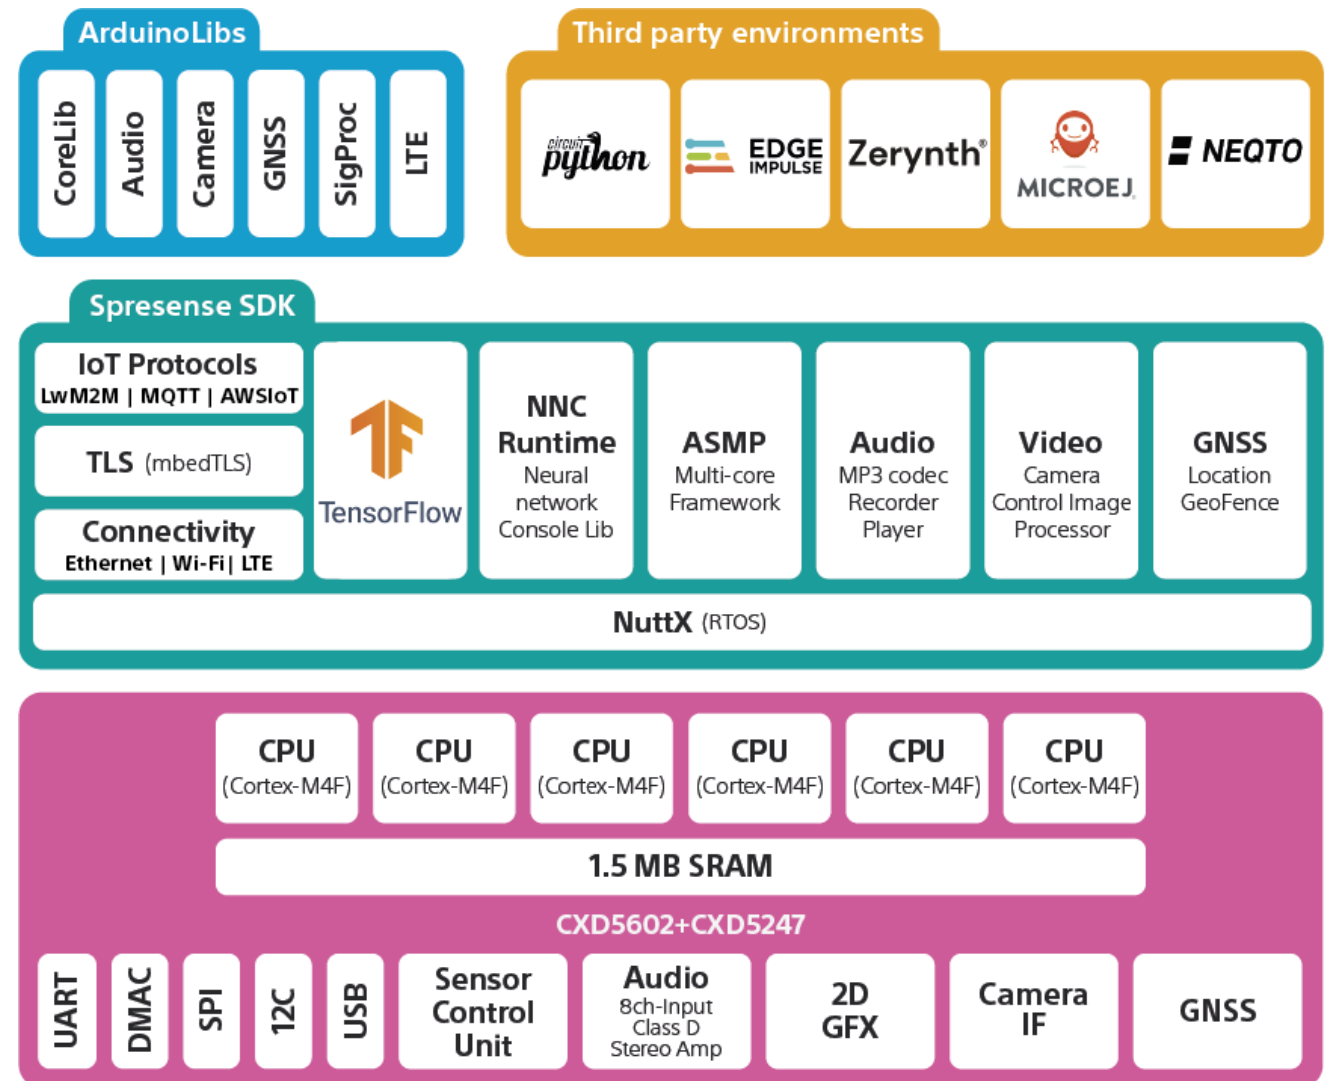 ArduinoLibs
CoreLib
Audio
Camera
GNSS
SigProc
LTE
Third party environments
circuit
python
EDGE
IMPULSE
Zerynth®
MICROEJ.
NEQTO
Spresense SDK
IoT Protocols
LwM2M | MQTT | AWSIoT
TLS (mbedTLS)
Connectivity
Ethernet | Wi-Fi| LTE
TensorFlow
NNC
Runtime
Neural
network
Console Lib
ASMP
Multi-core
Framework
Audio
MP3 codec
Recorder
Player
Video
Camera
Control Image
Processor
GNSS
Location
GeoFence
NuttX (RTOS)
CPU
(Cortex-M4F)
CPU
(Cortex-M4F)
CPU
(Cortex-M4F)
CPU
(Cortex-M4F)
CPU
(Cortex-M4F)
CPU
(Cortex-M4F)
1.5 MB SRAM
CXD5602+CXD5247
UART
DMAC
SPI
12C
USB
Sensor
Control
Unit
Audio
8ch-Input
Class D
Stereo Amp
2D
GFX
Camera
IF
GNSS